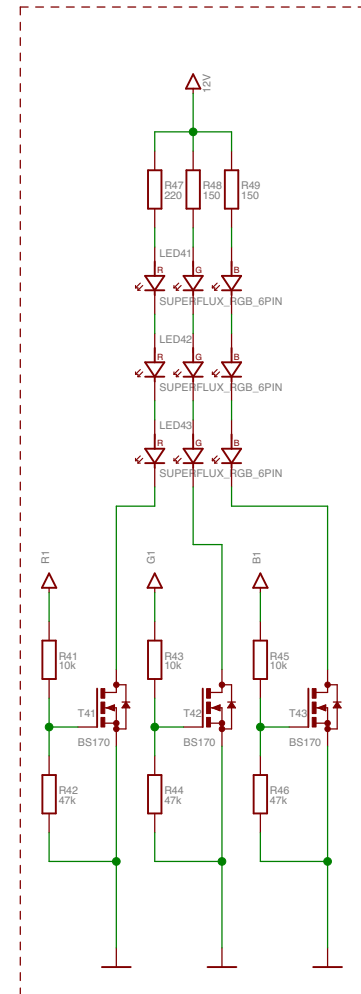 12V
R47 R48 R49
220 150 150
LED41
R G B
SUPERFLUX_RGB_6PIN
LED42
R G B
SUPERFLUX_RGB_6PIN
LED43
R G B
SUPERFLUX_RGB_6PIN
R1 G1 B1
R41 R43 R45
10k 10k 10k
T41 T42 T43
BS170 BS170 BS170
R42 R44 R46
47k 47k 47k